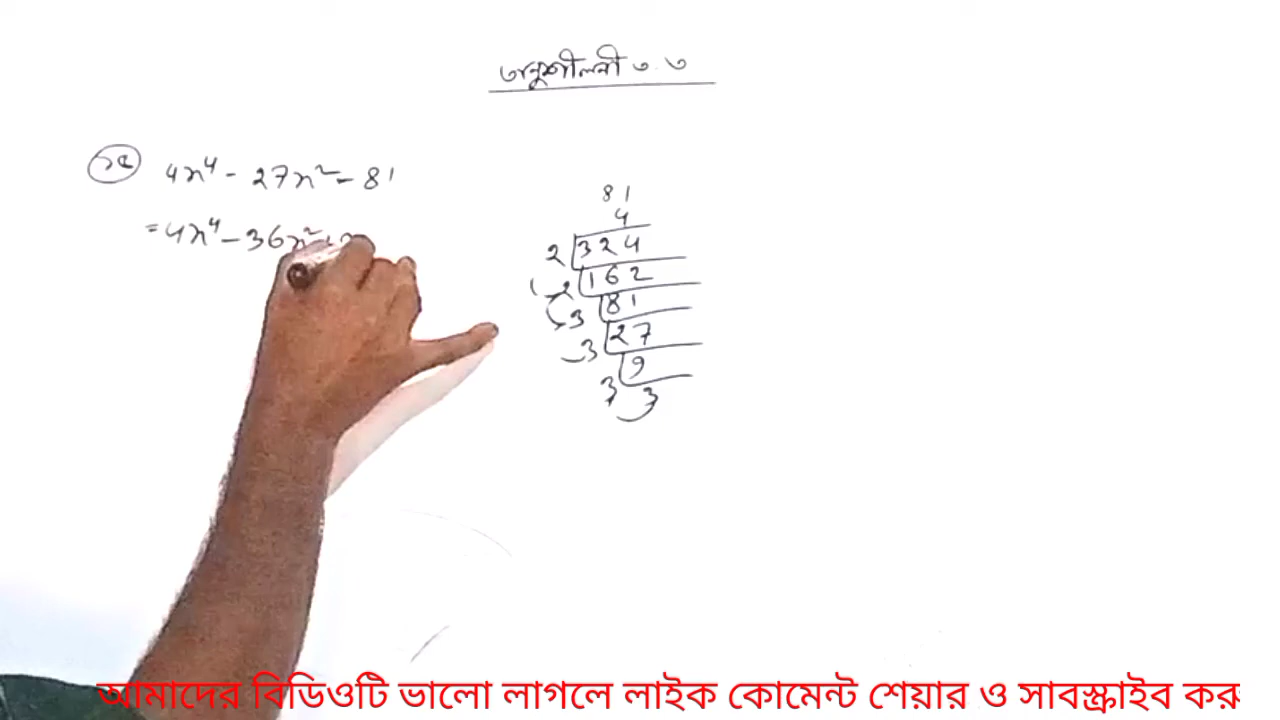 অনুশীলনী ৩.৩
১৫ 4x⁴ - 27x² - 81
= 4x⁴ - 36x² +
81
4
2 324
2 162
3 81
3 27
3 9
3
আমাদের বিডিওটি ভালো লাগলে লাইক কোমেন্ট শেয়ার ও সাবস্ক্রাইব করু